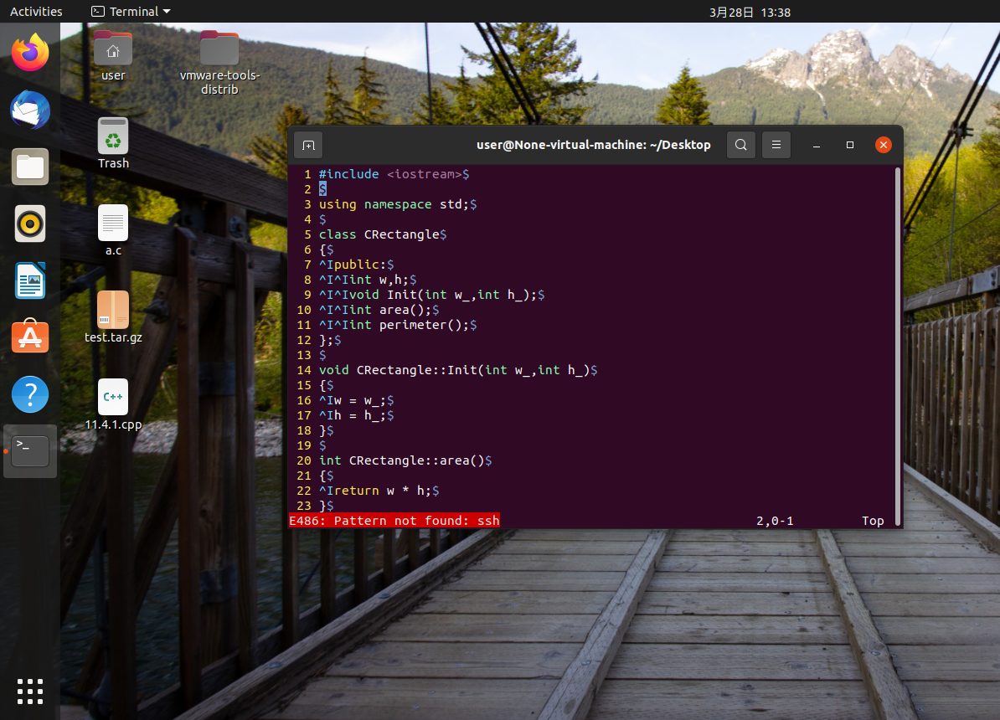 Activities
Terminal
3月28日 13:38
user
vmware-tools-
distrib
Trash
a.c
test.tar.gz
C++
11.4.1.cpp
user@None-virtual-machine: ~/Desktop
1 #include <iostream>$
2 $
3 using namespace std;$
4 $
5 class CRectangle$
6 {$
7 ^Ipublic:$
8 ^I^Iint w,h;$
9 ^I^Ivoid Init(int w_,int h_);$
10 ^I^Iint area();$
11 ^I^Iint perimeter();$
12 };$
13 $
14 void CRectangle::Init(int w_,int h_)$
15 {$
16 ^Iw = w_;$
17 ^Ih = h_;$
18 }$
19 $
20 int CRectangle::area()$
21 {$
22 ^Ireturn w * h;$
23 }$
E486: Pattern not found: ssh 2,0-1 Top